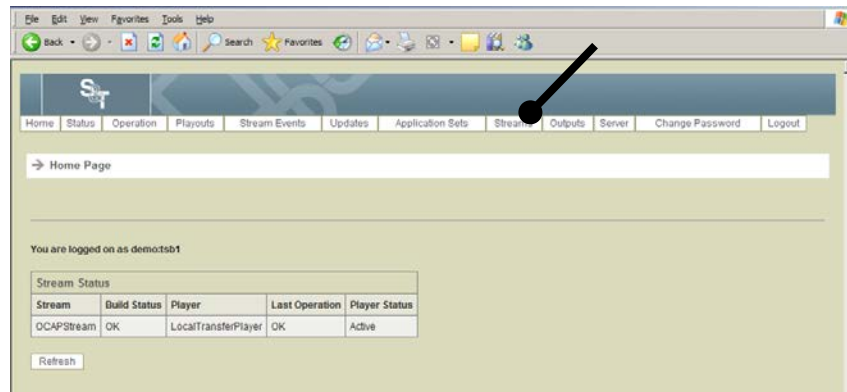 File Edit View Favorites Tools Help
Back Search Favorites
S&T
Home Status Operation Playouts Stream Events Updates Application Sets Streams Outputs Server Change Password Logout
Home Page
You are logged on as demo:tsb1
Stream Status
Stream Build Status Player Last Operation Player Status
OCAPStream OK LocalTransferPlayer OK Active
Refresh